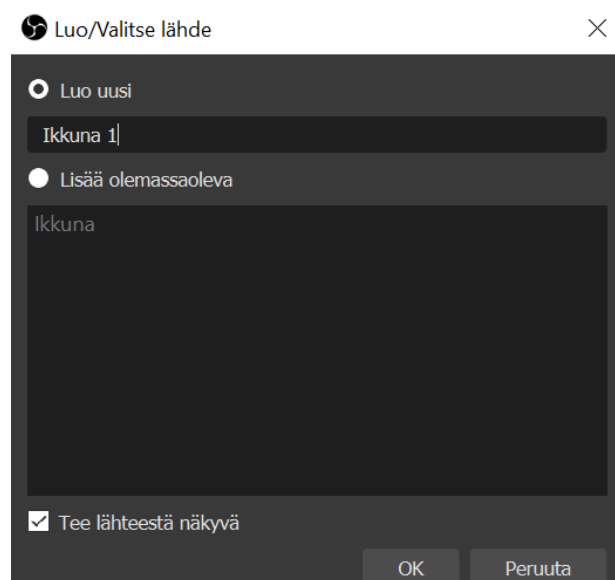 Luo/Valitse lähde
Luo uusi
Ikkuna 1
Lisää olemassaoleva
Ikkuna
Tee lähteestä näkyvä
OK Peruuta